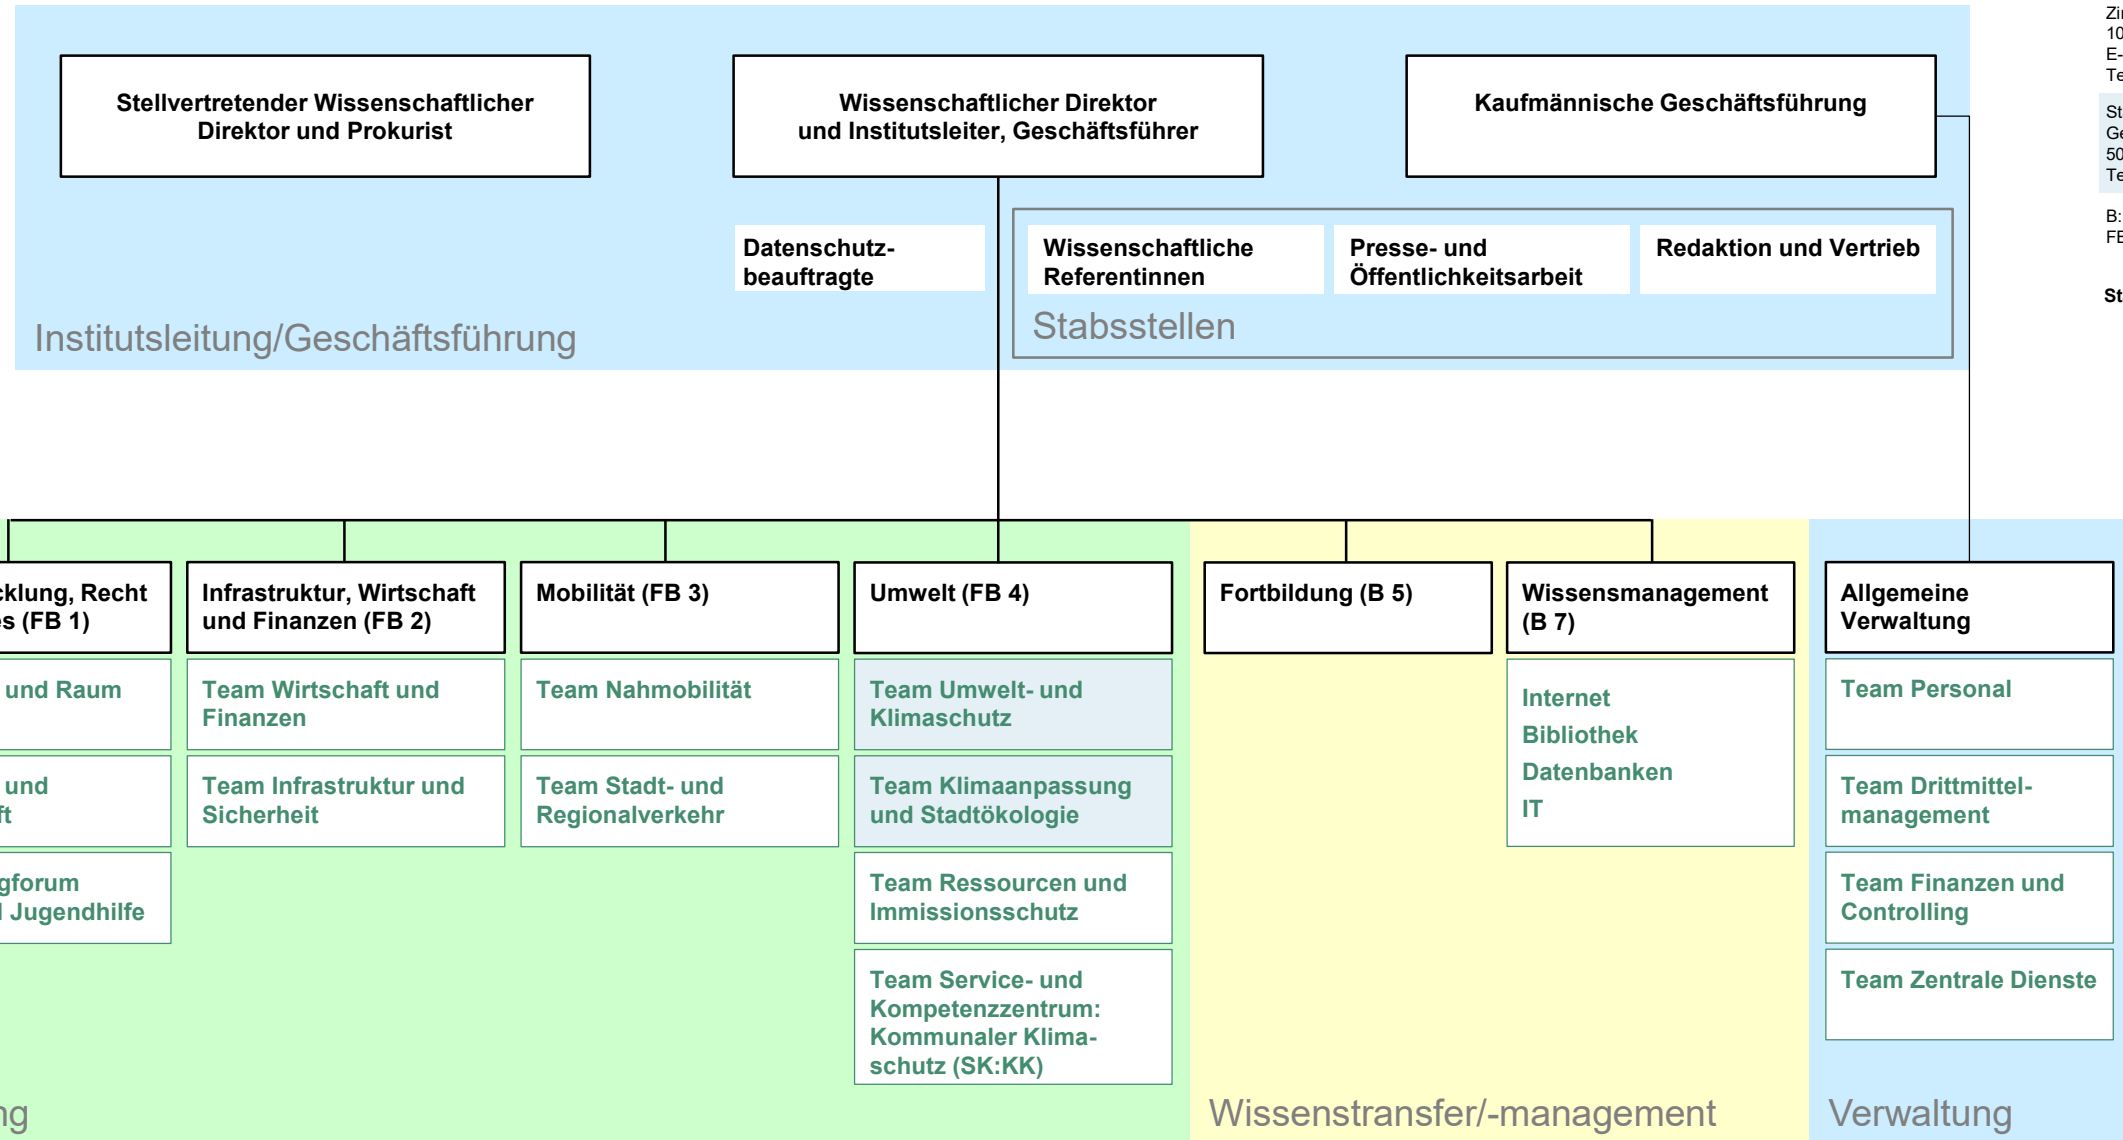 Stellvertretender Wissenschaftlicher
Direktor und Prokurist
Wissenschaftlicher Direktor
und Institutsleiter, Geschäftsführer
Kaufmännische Geschäftsführung
Datenschutz-
beauftragte
Wissenschaftliche
Referentinnen
Presse- und
Öffentlichkeitsarbeit
Redaktion und Vertrieb
Institutsleitung/Geschäftsführung
Stabsstellen
10
E-
50
B:
Recht
(FB 1)
und Raum
und
Jugendhilfe
Infrastruktur, Wirtschaft
und Finanzen (FB 2)
Team Wirtschaft und
Finanzen
Team Infrastruktur und
Sicherheit
Mobilität (FB 3)
Team Nahmobilität
Team Stadt- und
Regionalverkehr
Umwelt (FB 4)
Team Umwelt- und
Klimaschutz
Team Klimaanpassung
und Stadtökologie
Team Ressourcen und
Immissionsschutz
Team Service- und
Kompetenzzentrum:
Kommunaler Klima-
schutz (SK:KK)
Fortbildung (B 5)
Wissensmanagement
(B 7)
Internet
Bibliothek
Datenbanken
IT
Wissenstransfer/-management
Allgemeine
Verwaltung
Team Personal
Team Drittmittel-
management
Team Finanzen und
Controlling
Team Zentrale Dienste
Verwaltung